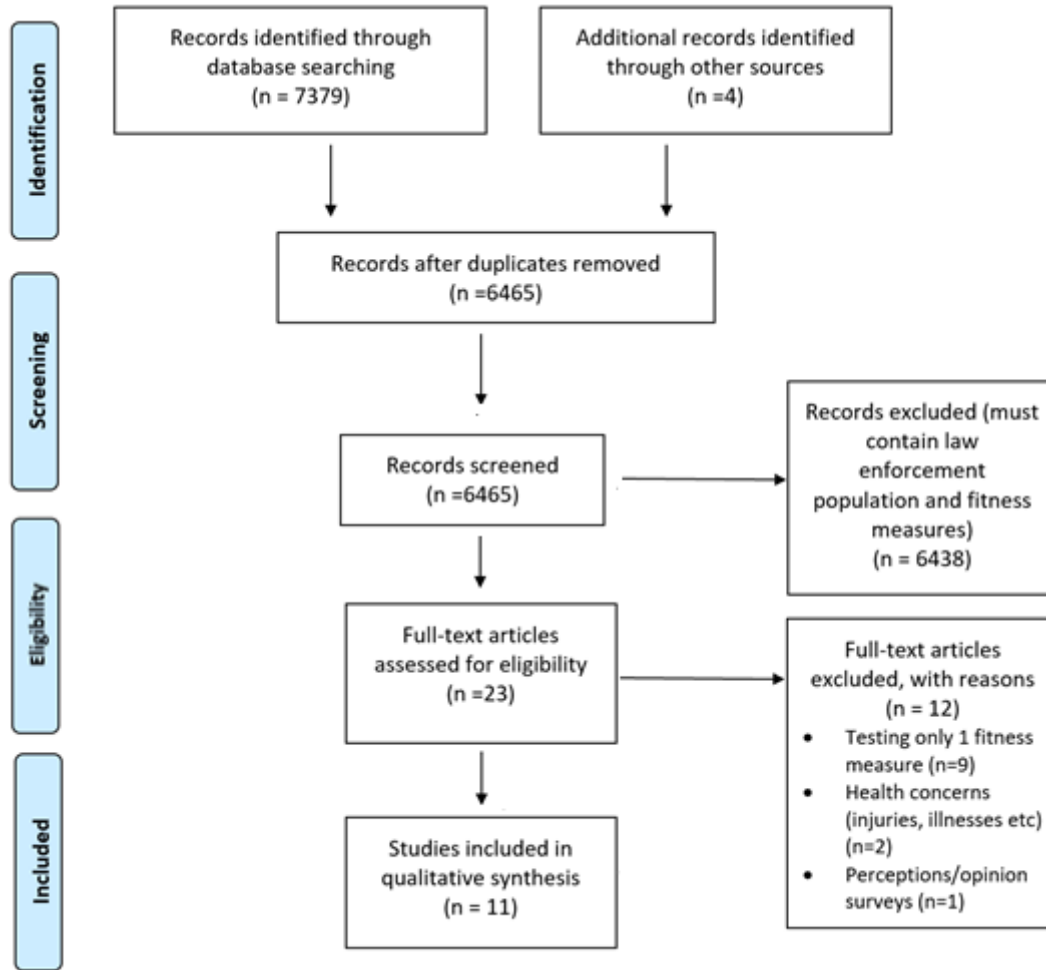 Identification
Records identified through
database searching
(n = 7379)
Additional records identified
through other sources
(n =4)
Records after duplicates removed
(n =6465)
Screening
Records screened
(n =6465)
Records excluded (must
contain law
enforcement
population and fitness
measures)
(n = 6438)
Eligibility
Full-text articles
assessed for eligibility
(n =23)
Full-text articles
excluded, with reasons
(n = 12)
• Testing only 1 fitness
measure (n=9)
• Health concerns
(injuries, illnesses etc)
(n=2)
• Perceptions/opinion
surveys (n=1)
Included
Studies included in
qualitative synthesis
(n = 11)